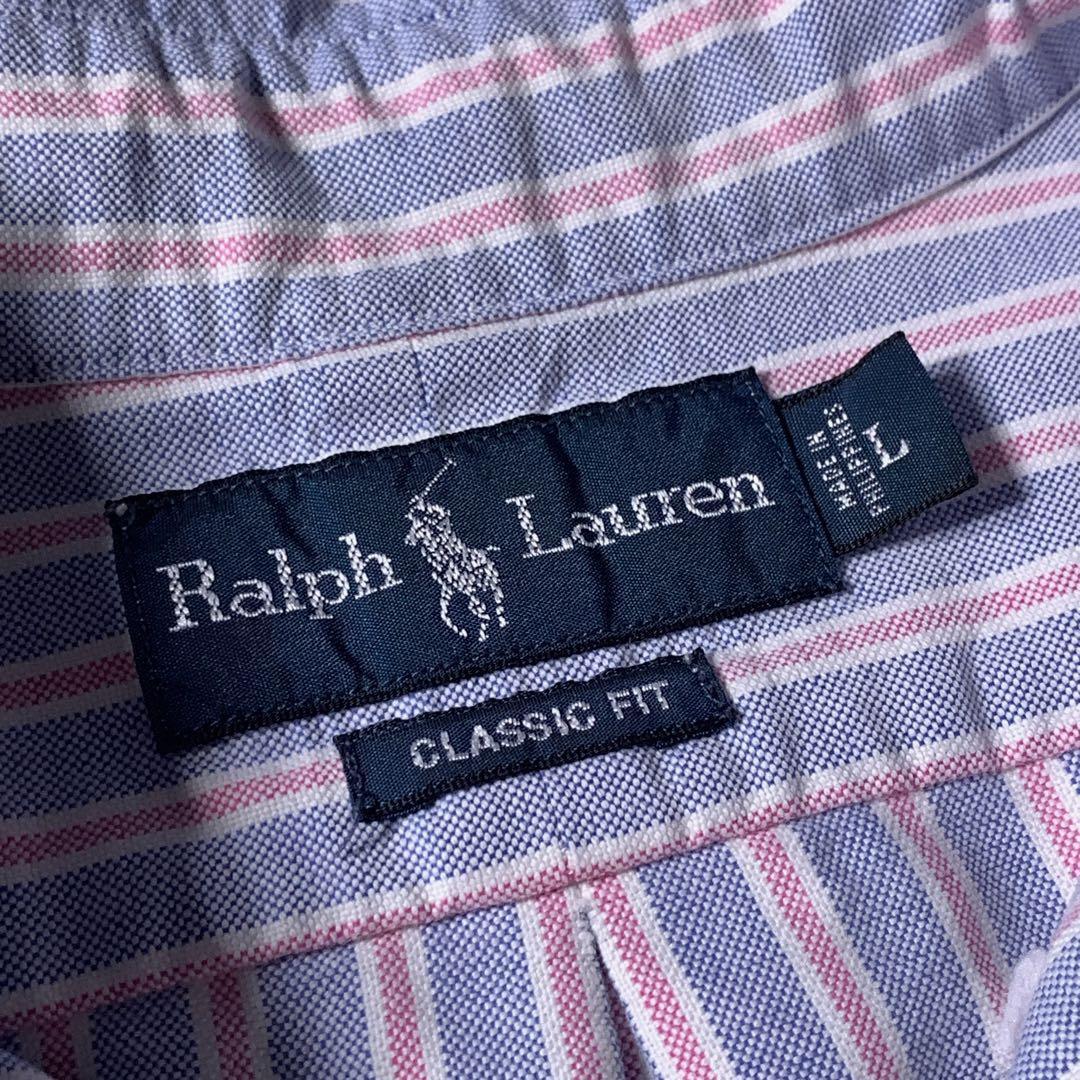 Ralph Lauren
L
MADE IN
PHILIPPINES
CLASSIC FIT